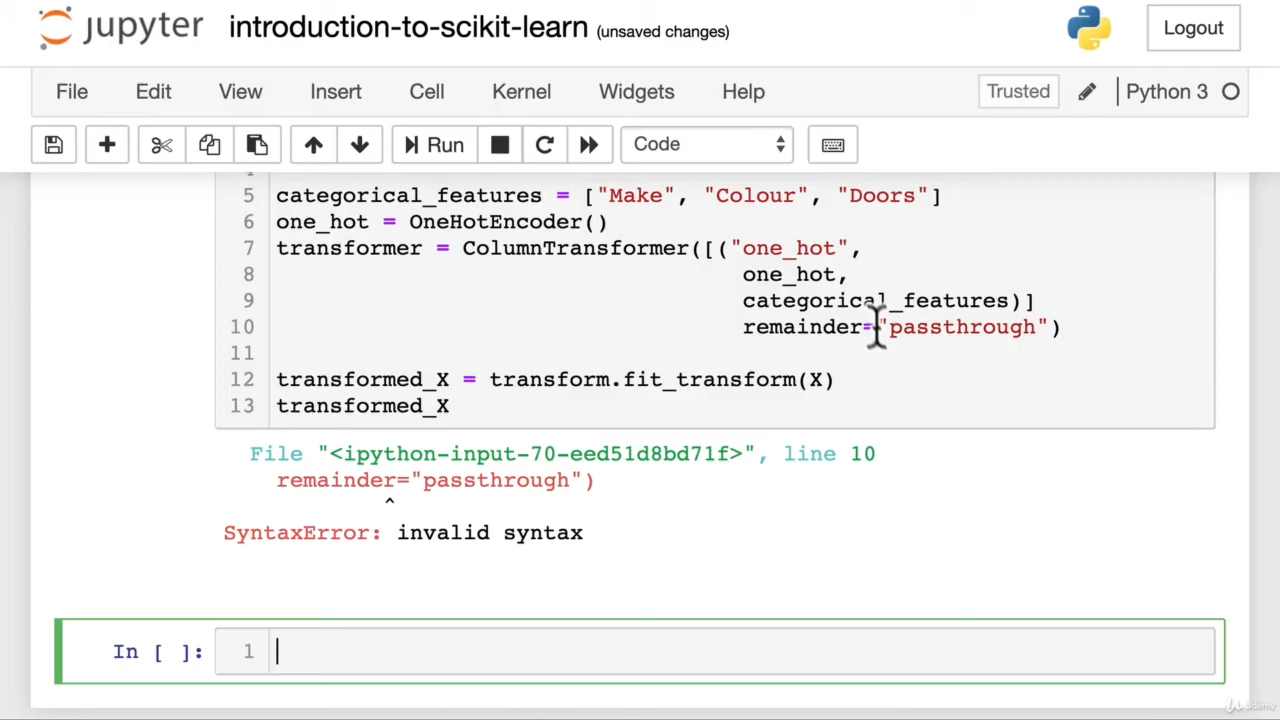 jupyter introduction-to-scikit-learn (unsaved changes) Logout
File Edit View Insert Cell Kernel Widgets Help Trusted Python 3
Run Code
5 categorical_features = ["Make", "Colour", "Doors"]
6 one_hot = OneHotEncoder()
7 transformer = ColumnTransformer([("one_hot",
8 one_hot,
9 categorical_features)]
10 remainder="passthrough")
11
12 transformed_X = transform.fit_transform(X)
13 transformed_X
File "<ipython-input-70-eed51d8bd71f>", line 10
remainder="passthrough")
^
SyntaxError: invalid syntax
In [ ]: 1
Udemy